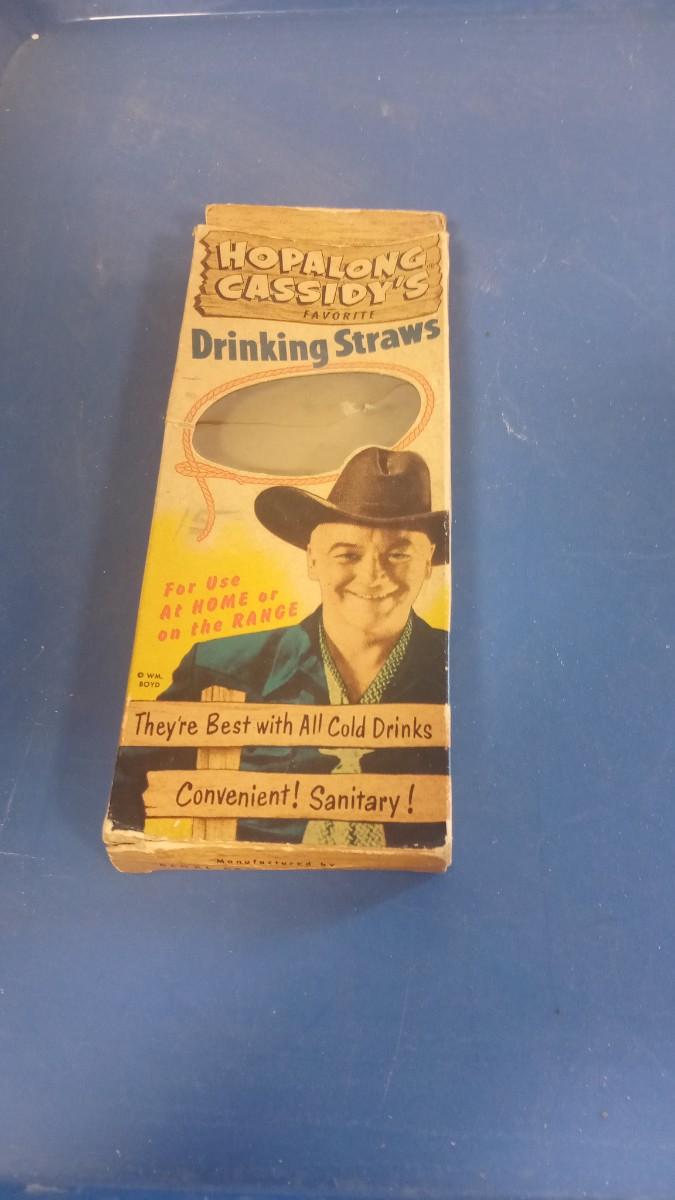 HOPALONG
CASSIDY'S
FAVORITE
Drinking Straws
15
For Use
At HOME or
on the RANGE
© WM.
BOYD
They're Best with All Cold Drinks
Convenient! Sanitary!
Manufactured by